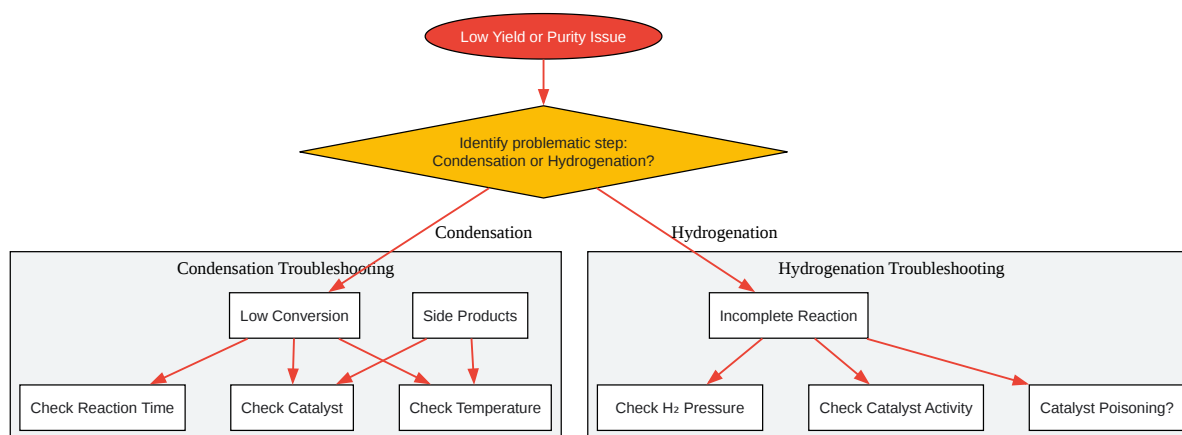 Low Yield or Purity Issue
Identify problematic step:
Condensation or Hydrogenation?
Condensation
Hydrogenation
Condensation Troubleshooting
Hydrogenation Troubleshooting
Low Conversion
Side Products
Incomplete Reaction
Check Reaction Time
Check Catalyst
Check Temperature
Check H₂ Pressure
Check Catalyst Activity
Catalyst Poisoning?